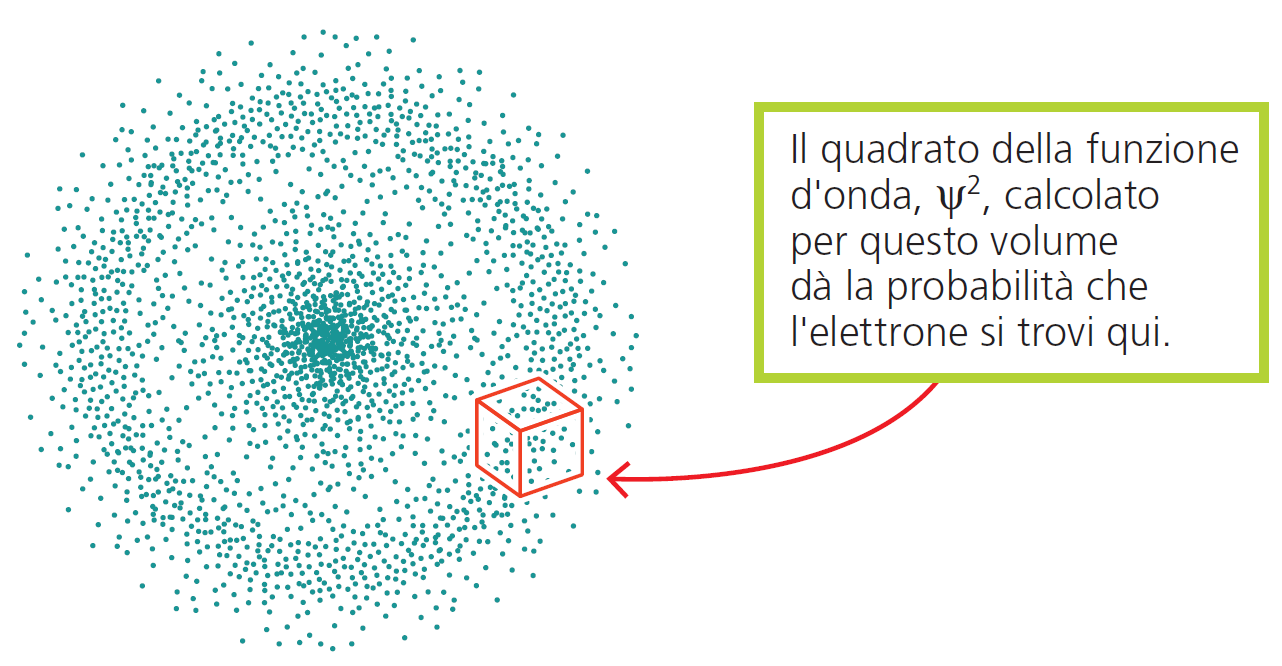 Il quadrato della funzione
d'onda, ψ², calcolato
per questo volume
dà la probabilità che
l'elettrone si trovi qui.